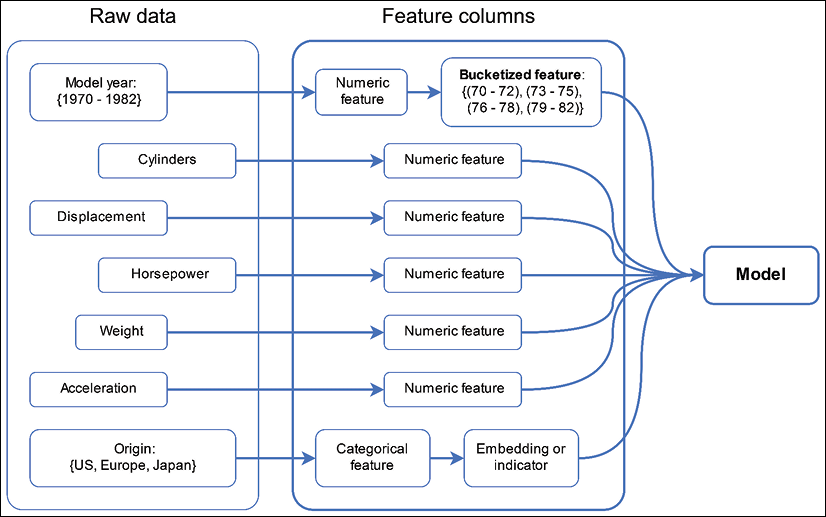 Raw data
Feature columns
Model year:
{1970 - 1982}
Numeric
feature
Bucketized feature:
{(70 - 72), (73 - 75),
(76 - 78), (79 - 82)}
Cylinders
Numeric feature
Displacement
Numeric feature
Horsepower
Numeric feature
Model
Weight
Numeric feature
Acceleration
Numeric feature
Origin:
{US, Europe, Japan}
Categorical
feature
Embedding or
indicator